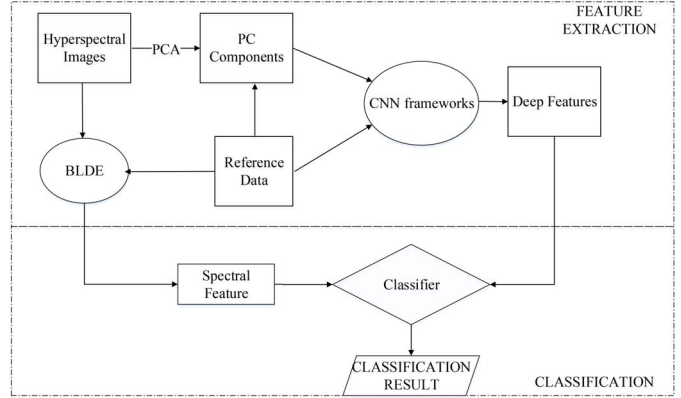 FEATURE
EXTRACTION
Hyperspectral
Images
PCA
PC
Components
CNN frameworks
Deep Features
BLDE
Reference
Data
Spectral
Feature
Classifier
CLASSIFICATION
RESULT
CLASSIFICATION